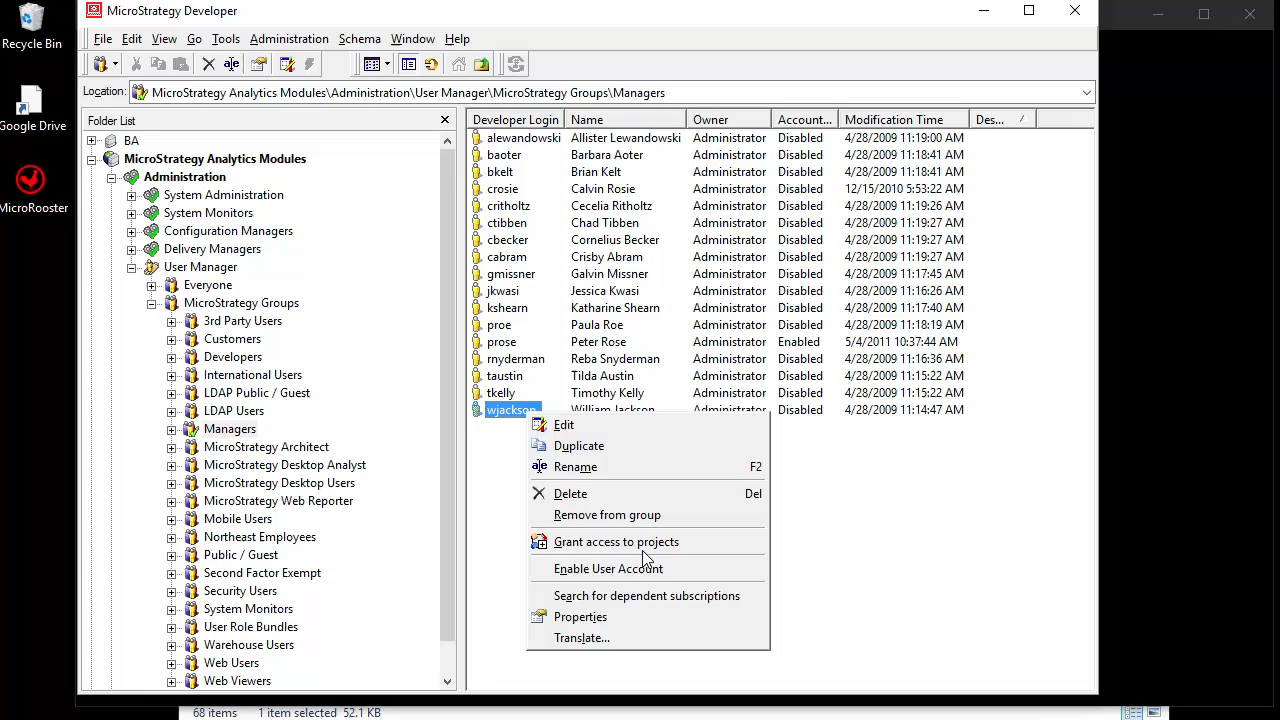 Recycle Bin
Google Drive
MicroRooster
MicroStrategy Developer
File Edit View Go Tools Administration Schema Window Help
Location: MicroStrategy Analytics Modules\Administration\User Manager\MicroStrategy Groups\Managers
Folder List
BA
MicroStrategy Analytics Modules
Administration
System Administration
System Monitors
Configuration Managers
Delivery Managers
User Manager
Everyone
MicroStrategy Groups
3rd Party Users
Customers
Developers
International Users
LDAP Public / Guest
LDAP Users
Managers
MicroStrategy Architect
MicroStrategy Desktop Analyst
MicroStrategy Desktop Users
MicroStrategy Web Reporter
Mobile Users
Northeast Employees
Public / Guest
Second Factor Exempt
Security Users
System Monitors
User Role Bundles
Warehouse Users
Web Users
Web Viewers
Developer Login Name Owner Account... Modification Time Des...
alewandowski Allister Lewandowski Administrator Disabled 4/28/2009 11:19:00 AM
baoter Barbara Aoter Administrator Disabled 4/28/2009 11:18:41 AM
bkelt Brian Kelt Administrator Disabled 4/28/2009 11:18:41 AM
crosie Calvin Rosie Administrator Disabled 12/15/2010 5:53:22 AM
critholtz Cecelia Ritholtz Administrator Disabled 4/28/2009 11:19:26 AM
ctibben Chad Tibben Administrator Disabled 4/28/2009 11:19:27 AM
cbecker Cornelius Becker Administrator Disabled 4/28/2009 11:19:27 AM
cabram Crisby Abram Administrator Disabled 4/28/2009 11:19:27 AM
gmissner Galvin Missner Administrator Disabled 4/28/2009 11:17:45 AM
jkwasi Jessica Kwasi Administrator Disabled 4/28/2009 11:16:26 AM
kshearn Katharine Shearn Administrator Disabled 4/28/2009 11:17:40 AM
proe Paula Roe Administrator Disabled 4/28/2009 11:18:19 AM
prose Peter Rose Administrator Enabled 5/4/2011 10:37:44 AM
rnyderman Reba Snyderman Administrator Disabled 4/28/2009 11:16:36 AM
taustin Tilda Austin Administrator Disabled 4/28/2009 11:15:22 AM
tkelly Timothy Kelly Administrator Disabled 4/28/2009 11:15:22 AM
wjackson William Jackson Administrator Disabled 4/28/2009 11:14:47 AM
Edit
Duplicate
Rename F2
Delete Del
Remove from group
Grant access to projects
Enable User Account
Search for dependent subscriptions
Properties
Translate...
68 items 1 item selected 52.1 KB